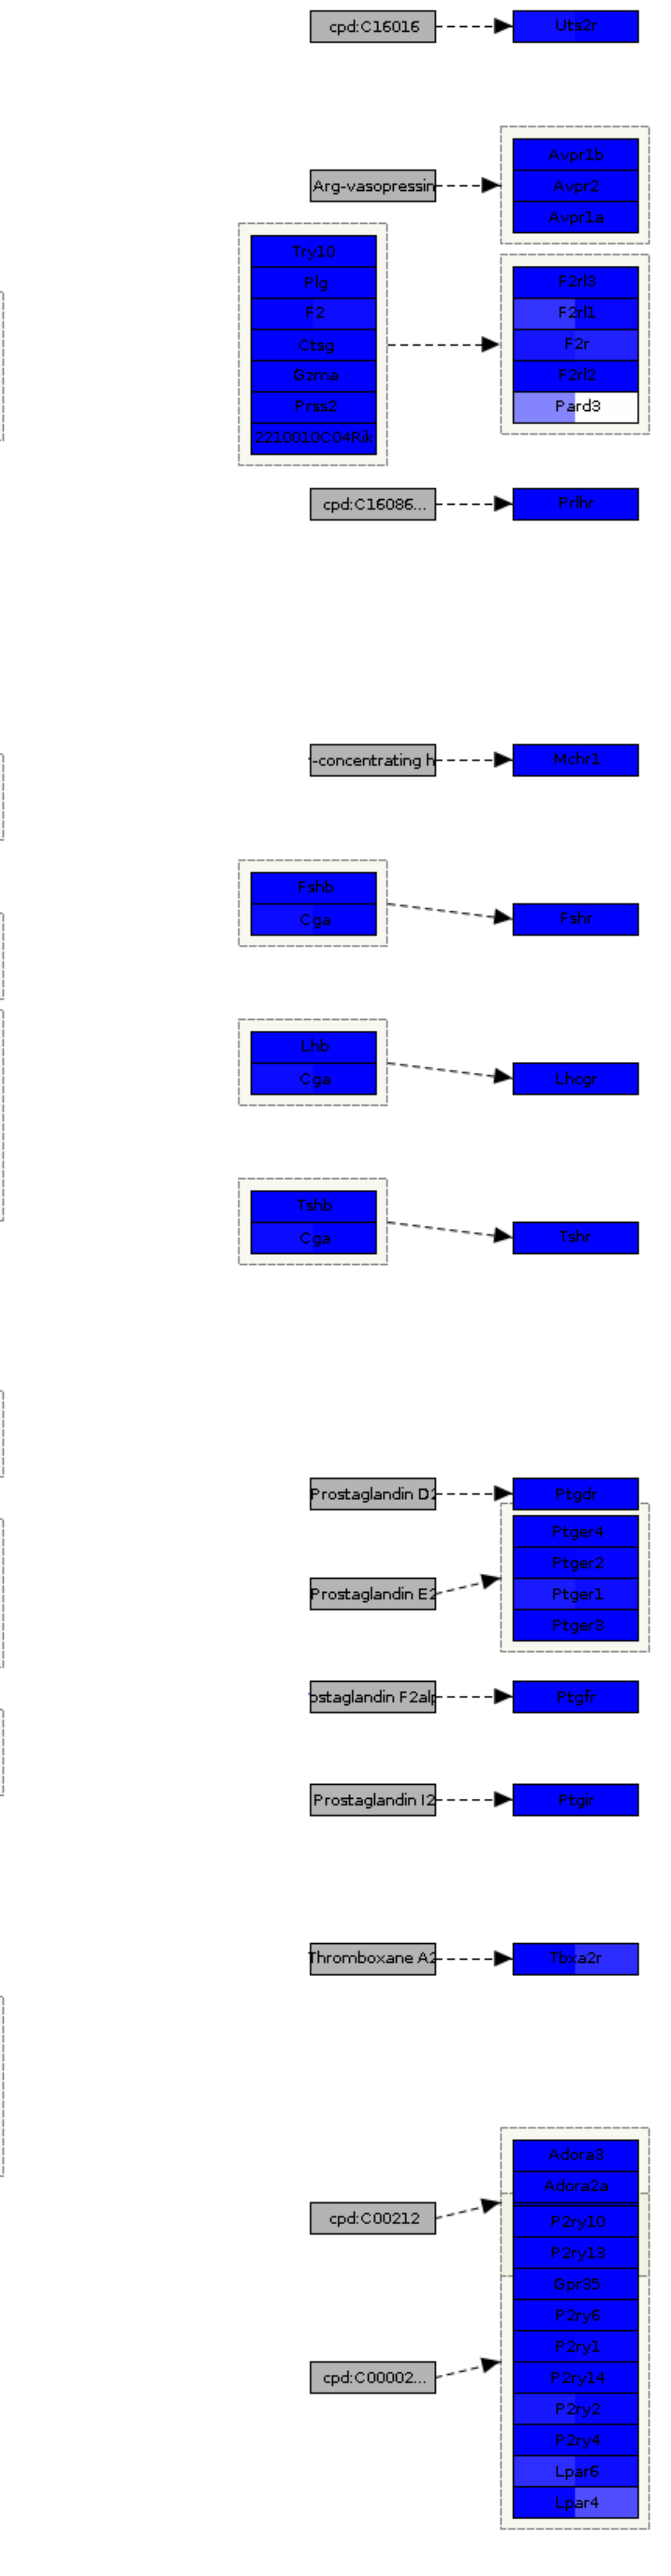 cpd:C16016
Uts2r
Arg-vasopressin
Avpr1b
Avpr2
Avpr1a
Try10
Plg
F2
Ctsg
Gzma
Prss2
2210010C04Rik
F2rl3
F2rl1
F2r
F2rl2
Pard3
cpd:C16086...
Prlhr
-concentrating h
Mchr1
Fshb
Cga
Fshr
Lhb
Cga
Lhcgr
Tshb
Cga
Tshr
Prostaglandin D2
Ptgdr
Prostaglandin E2
Ptger4
Ptger2
Ptger1
Ptger3
ostaglandin F2alp
Ptgfr
Prostaglandin I2
Ptgir
Thromboxane A2
Tbxa2r
cpd:C00212
Adora3
Adora2a
P2ry10
P2ry13
Gpr35
P2ry6
P2ry1
cpd:C00002...
P2ry14
P2ry2
P2ry4
Lpar6
Lpar4